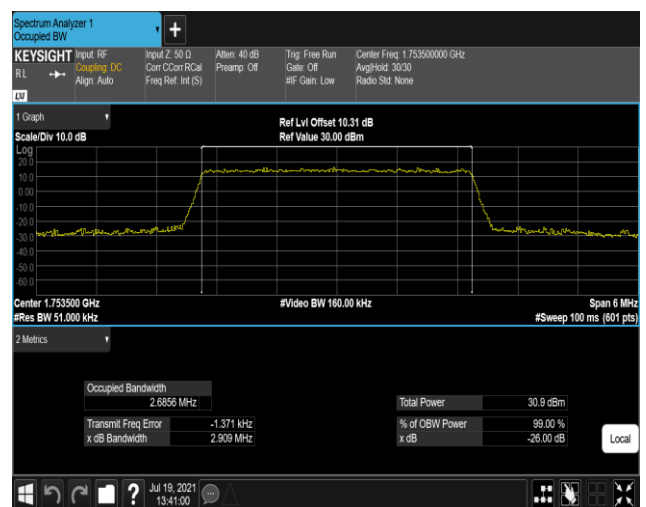 Spectrum Analyzer 1
Occupied BW
KEYSIGHT
RL
LXI
Input: RF
Coupling: DC
Align: Auto
Input Z: 50 Ω
Corr CCorr RCal
Freq Ref: Int (S)
Atten: 40 dB
Preamp: Off
Trig: Free Run
Gate: Off
#IF Gain: Low
Center Freq: 1.753500000 GHz
Avg|Hold: 30/30
Radio Std: None
1 Graph
Scale/Div 10.0 dB
Ref Lvl Offset 10.31 dB
Ref Value 30.00 dBm
Log
20.0
10.0
0.00
-10.0
-20.0
-30.0
-40.0
-50.0
-60.0
Center 1.753500 GHz
#Res BW 51.000 kHz
#Video BW 160.00 kHz
Span 6 MHz
#Sweep 100 ms (601 pts)
2 Metrics
Occupied Bandwidth
2.6856 MHz
Transmit Freq Error -1.371 kHz
x dB Bandwidth 2.909 MHz
Total Power 30.9 dBm
% of OBW Power 99.00 %
x dB -26.00 dB
Local
?
Jul 19, 2021
13:41:00